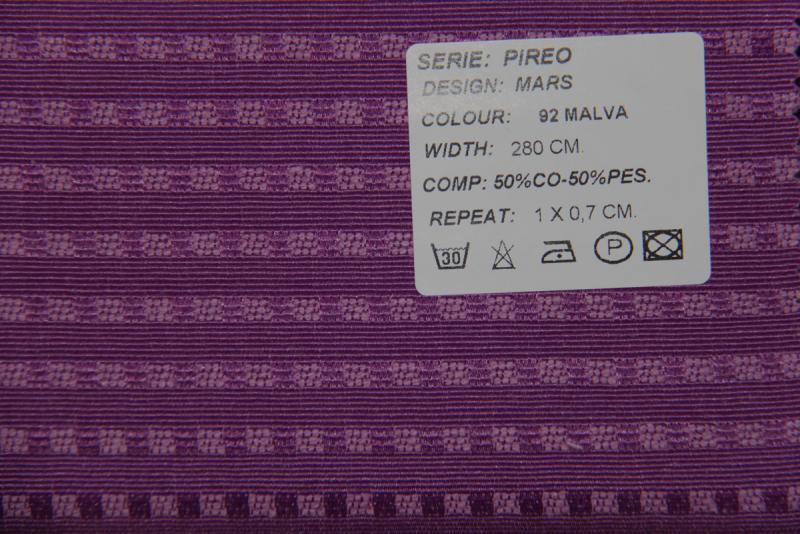 SERIE: PIREO
DESIGN: MARS
COLOUR: 92 MALVA
WIDTH: 280 CM.
COMP: 50%CO-50%PES.
REPEAT: 1 X 0,7 CM.
30 P